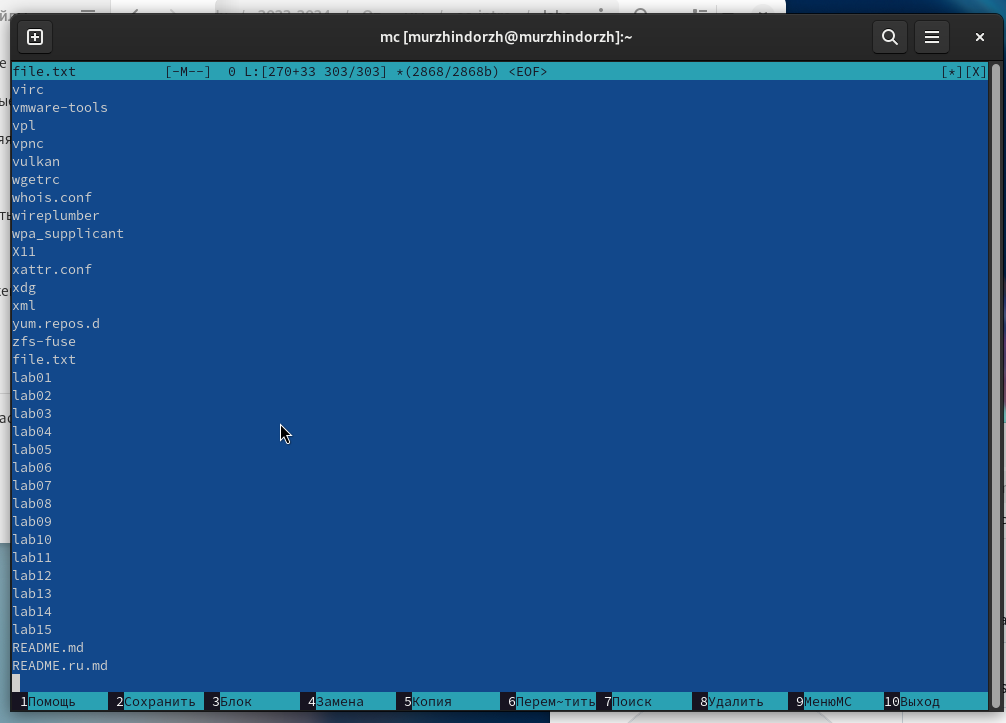 mc [murzhindorzh@murzhindorzh]:~
file.txt [-M--] 0 L:[270+33 303/303] *(2868/2868b) <EOF> [*][X]
virc
vmware-tools
vpl
vpnc
vulkan
wgetrc
whois.conf
wireplumber
wpa_supplicant
X11
xattr.conf
xdg
xml
yum.repos.d
zfs-fuse
file.txt
lab01
lab02
lab03
lab04
lab05
lab06
lab07
lab08
lab09
lab10
lab11
lab12
lab13
lab14
lab15
README.md
README.ru.md
1Помощь 2Сохранить 3Блок 4Замена 5Копия 6Перем~тить 7Поиск 8Удалить 9МенюMC 10Выход